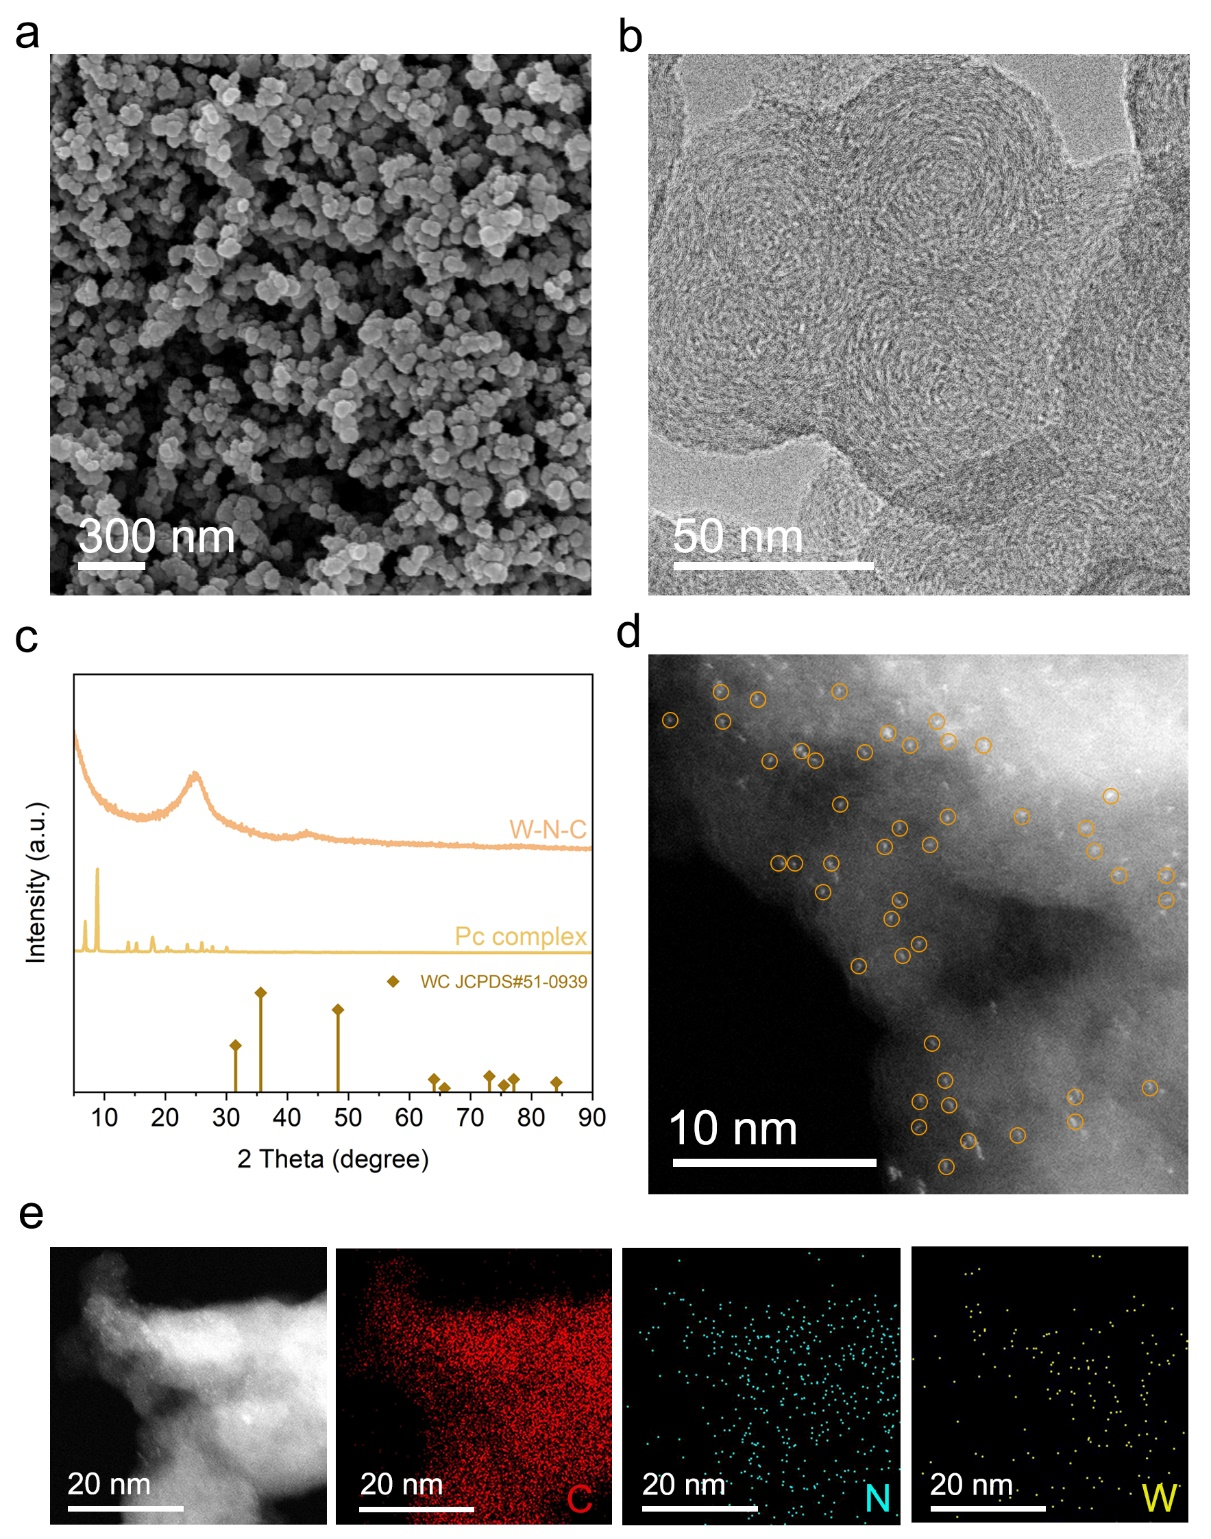 a
b
300 nm
50 nm
c
d
Intensity (a.u.)
W-N-C
Pc complex
WC JCPDS#51-0939
10 20 30 40 50 60 70 80 90
2 Theta (degree)
10 nm
e
20 nm
20 nm
C
20 nm
N
20 nm
W